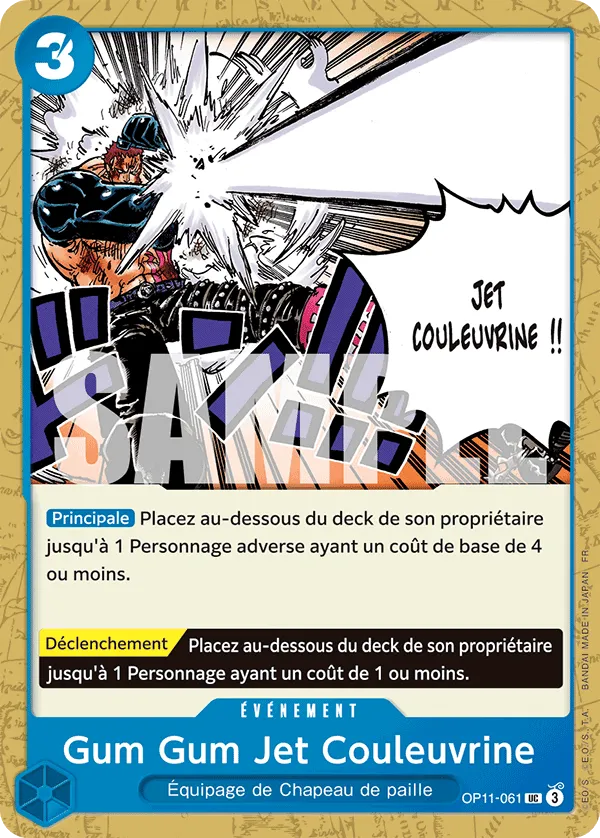 3
JET
COULEUVRINE !!
SAMPLE
Principale Placez au-dessous du deck de son propriétaire
jusqu'à 1 Personnage adverse ayant un coût de base de 4
ou moins.
Déclenchement Placez au-dessous du deck de son propriétaire
jusqu'à 1 Personnage ayant un coût de 1 ou moins.
ÉVÉNEMENT
Gum Gum Jet Couleuvrine
Équipage de Chapeau de paille
OP11-061 UC 3
©E.O.S., ©E.O.S./T.A. BANDAI MADE IN JAPAN FR